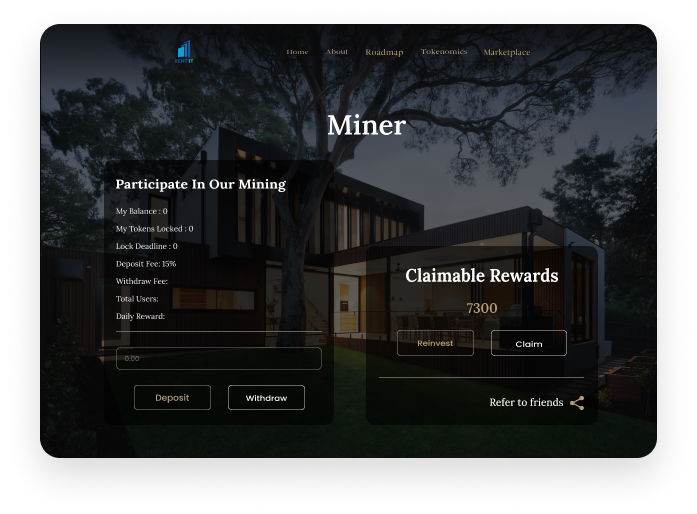 Home About Roadmap Tokenomics Marketplace
Miner
Participate In Our Mining
My Balance : 0
My Tokens Locked : 0
Lock Deadline : 0
Deposit Fee: 15%
Withdraw Fee:
Total Users:
Daily Reward:
0.00
Deposit Withdraw
Claimable Rewards
7300
Reinvest Claim
Refer to friends